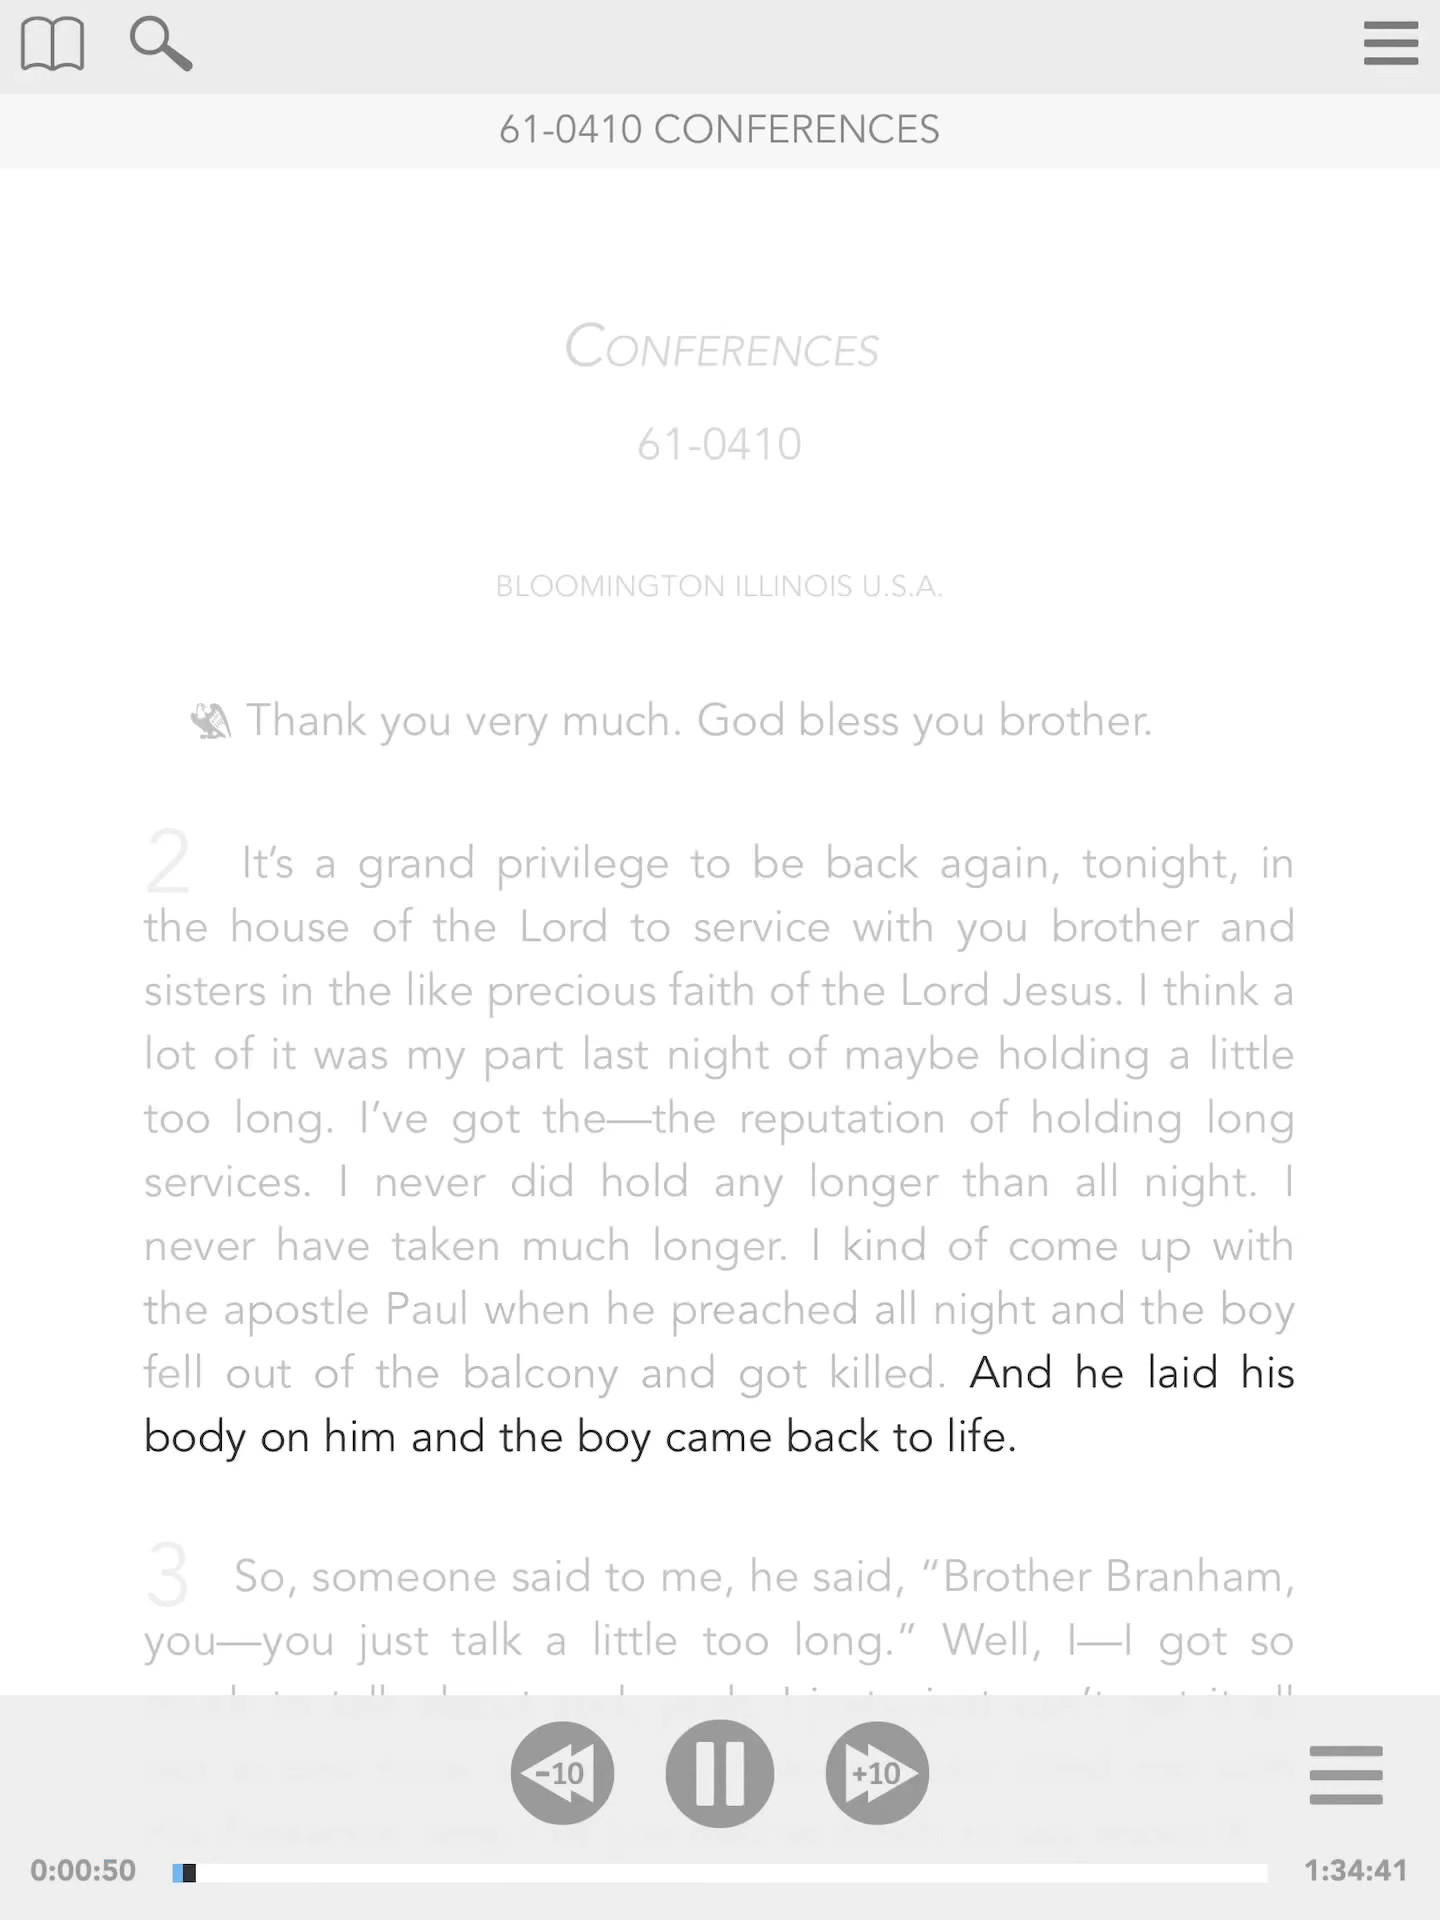 61-0410 CONFERENCES
CONFERENCES
61-0410
BLOOMINGTON ILLINOIS U.S.A.
Thank you very much. God bless you brother.
2 It’s a grand privilege to be back again, tonight, in
the house of the Lord to service with you brother and
sisters in the like precious faith of the Lord Jesus. I think a
lot of it was my part last night of maybe holding a little
too long. I’ve got the—the reputation of holding long
services. I never did hold any longer than all night. I
never have taken much longer. I kind of come up with
the apostle Paul when he preached all night and the boy
fell out of the balcony and got killed. And he laid his
body on him and the boy came back to life.
3 So, someone said to me, he said, “Brother Branham,
you—you just talk a little too long.” Well, I—I got so
-10 +10
0:00:50 1:34:41